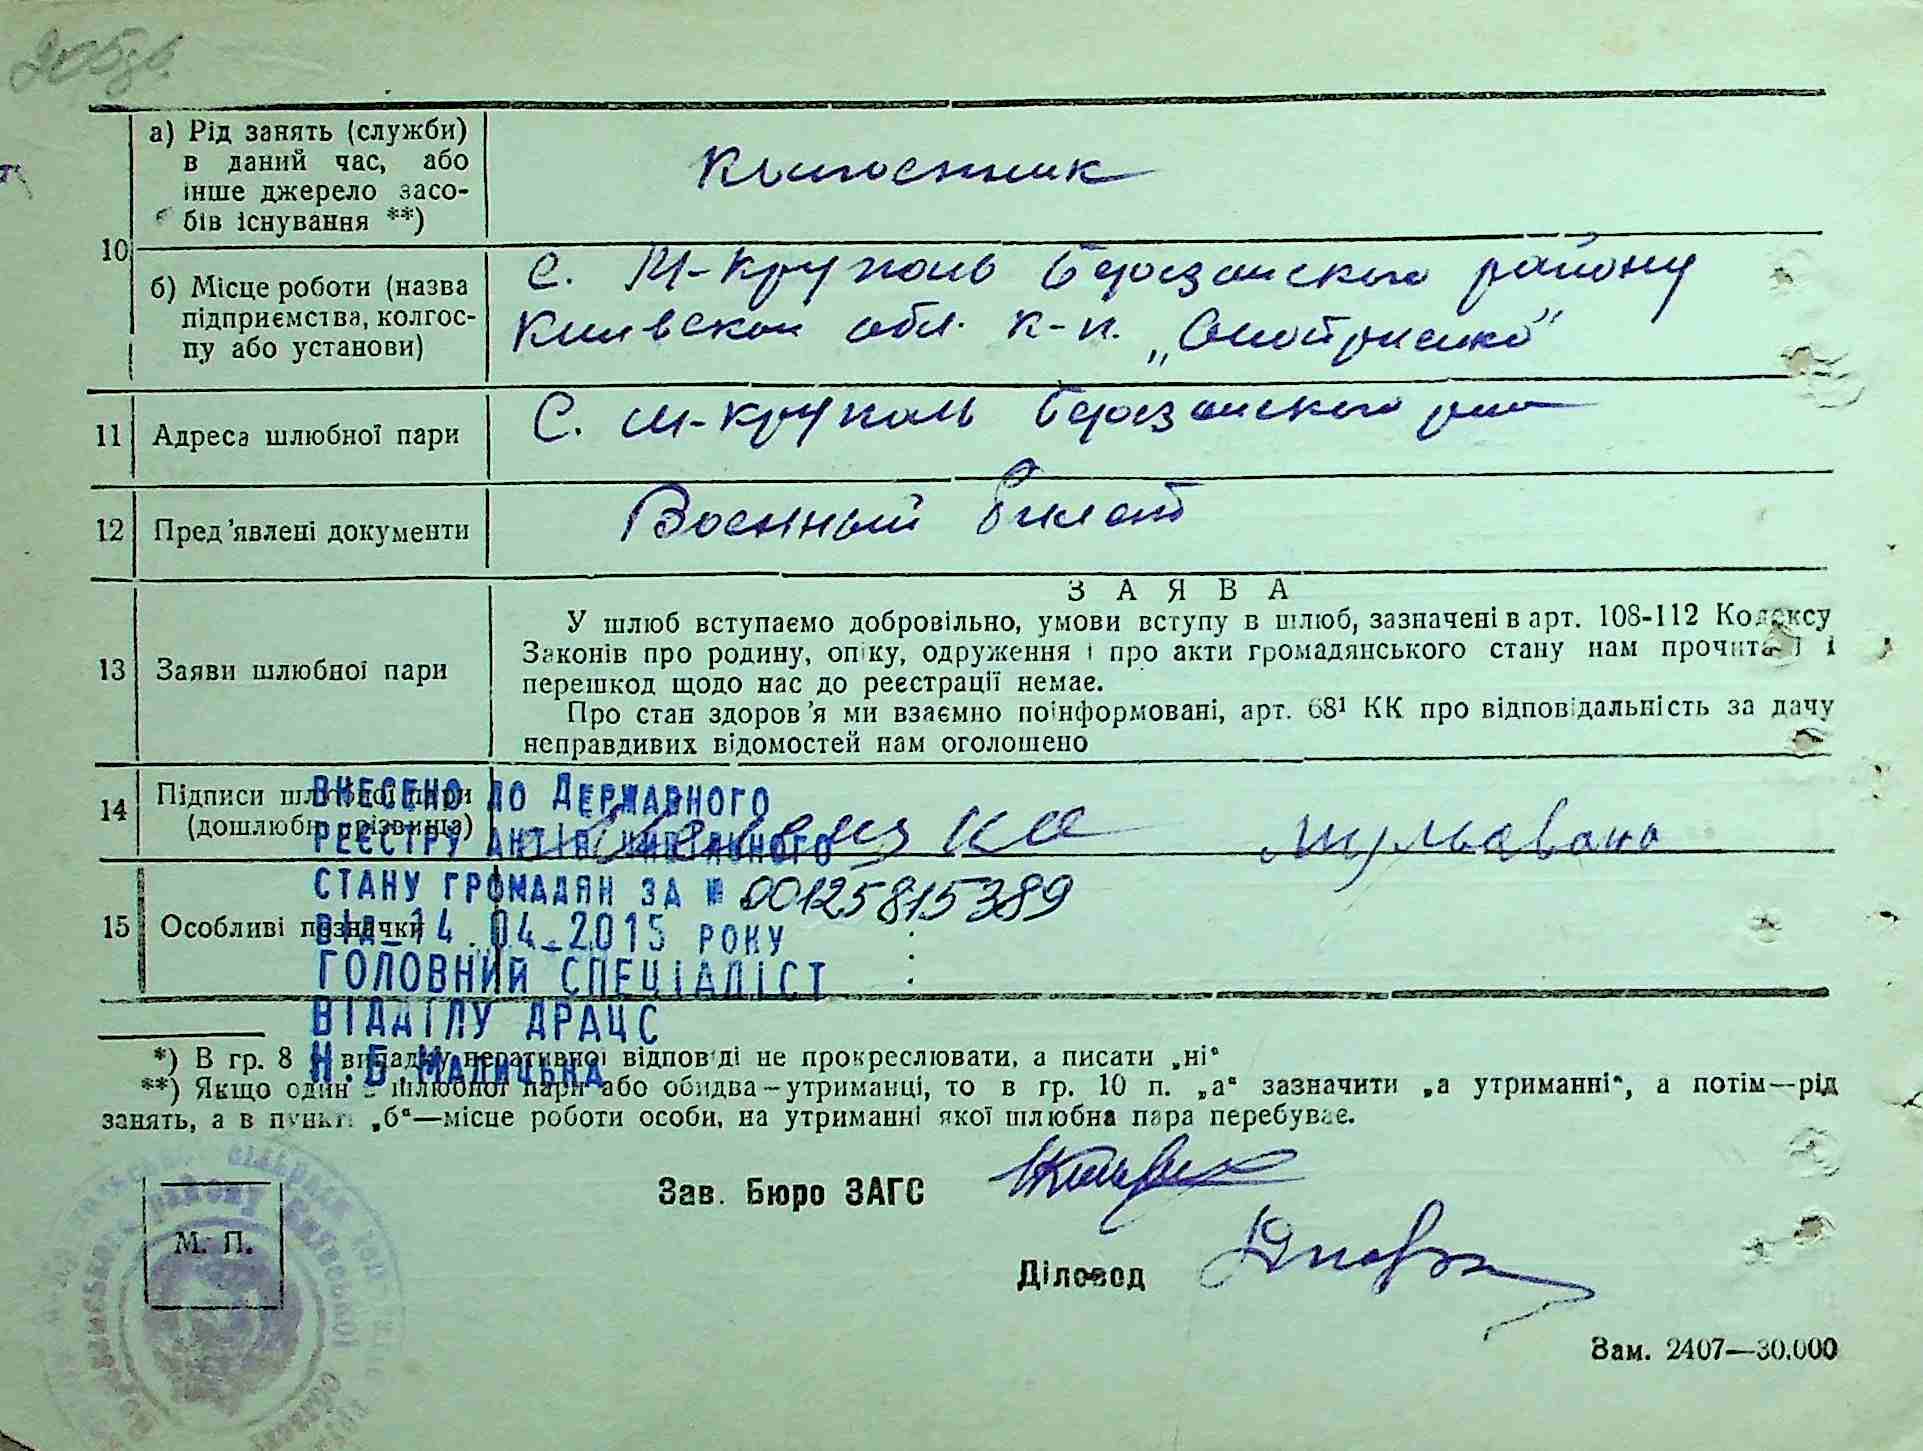 10
а) Рід занять (служби)
в даний час, або
інше джерело засо-
бів існування **)
б) Місце роботи (назва
підприємства, колгос-
пу або установи)
с. М-Круполь Березанского району
Киевской обл. к-п.
11 Адреса шлюбної пари
с. М-Круполь Березанского
12 Пред'явлені документи
Военный билет
13 Заяви шлюбної пари
ЗАЯВА
У шлюб вступаємо добровільно, умови вступу в шлюб, зазначені в арт. 108-112 Кодексу
Законів про родину, опіку, одруження і про акти громадянського стану нам прочитані і
перешкод щодо нас до реєстрації немає.
Про стан здоров'я ми взаємно поінформовані, арт. 68¹ КК про відповідальність за дачу
неправдивих відомостей нам оголошено
14 Підписи шлюбної пари
(дошлюбні прізвища)
15 Особливі позначки
ВНЕСЕНО ДО ДЕРЖАВНОГО
РЕЄСТРУ АКТІВ ЦИВІЛЬНОГО
СТАНУ ГРОМАДЯН ЗА № 00125815389
ВІД 14.04.2015 РОКУ
ГОЛОВНИЙ СПЕЦІАЛІСТ
ВІДДІЛУ ДРАЦС
Н.Б МАЛИЦЬКА
*) В гр. 8 в випадку негативної відповіді не прокреслювати, а писати „ні“
**) Якщо один з шлюбної пари або обидва—утриманці, то в гр. 10 п. „а“ зазначити „а утриманні“, а потім—рід
занять, а в пункті „б“—місце роботи особи, на утриманні якої шлюбна пара перебуває.
Зав. Бюро ЗАГС
М. П.
Діловод
Зам. 2407—30.000